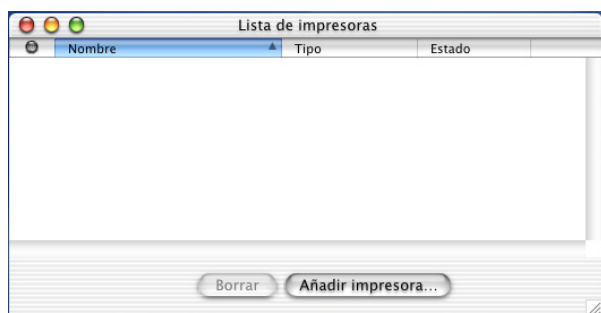 Lista de impresoras
Nombre Tipo Estado
Borrar Añadir impresora...